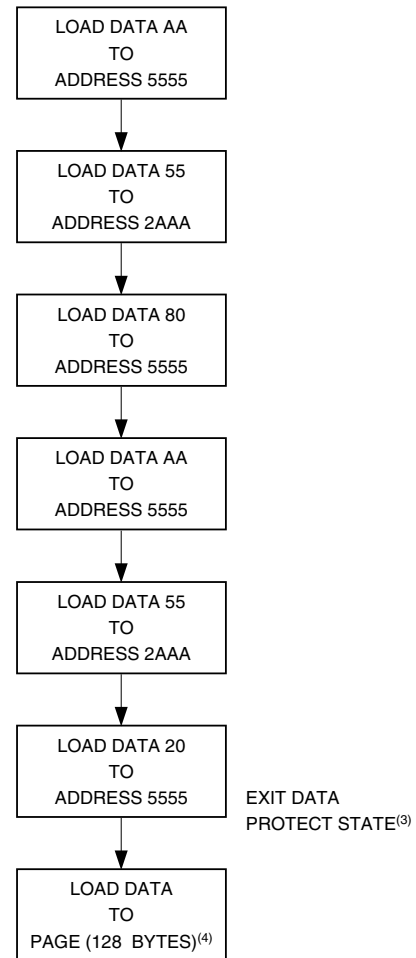 LOAD DATA AA
TO
ADDRESS 5555
LOAD DATA 55
TO
ADDRESS 2AAA
LOAD DATA 80
TO
ADDRESS 5555
LOAD DATA AA
TO
ADDRESS 5555
LOAD DATA 55
TO
ADDRESS 2AAA
LOAD DATA 20
TO
ADDRESS 5555
EXIT DATA
PROTECT STATE(3)
LOAD DATA
TO
PAGE (128 BYTES)(4)